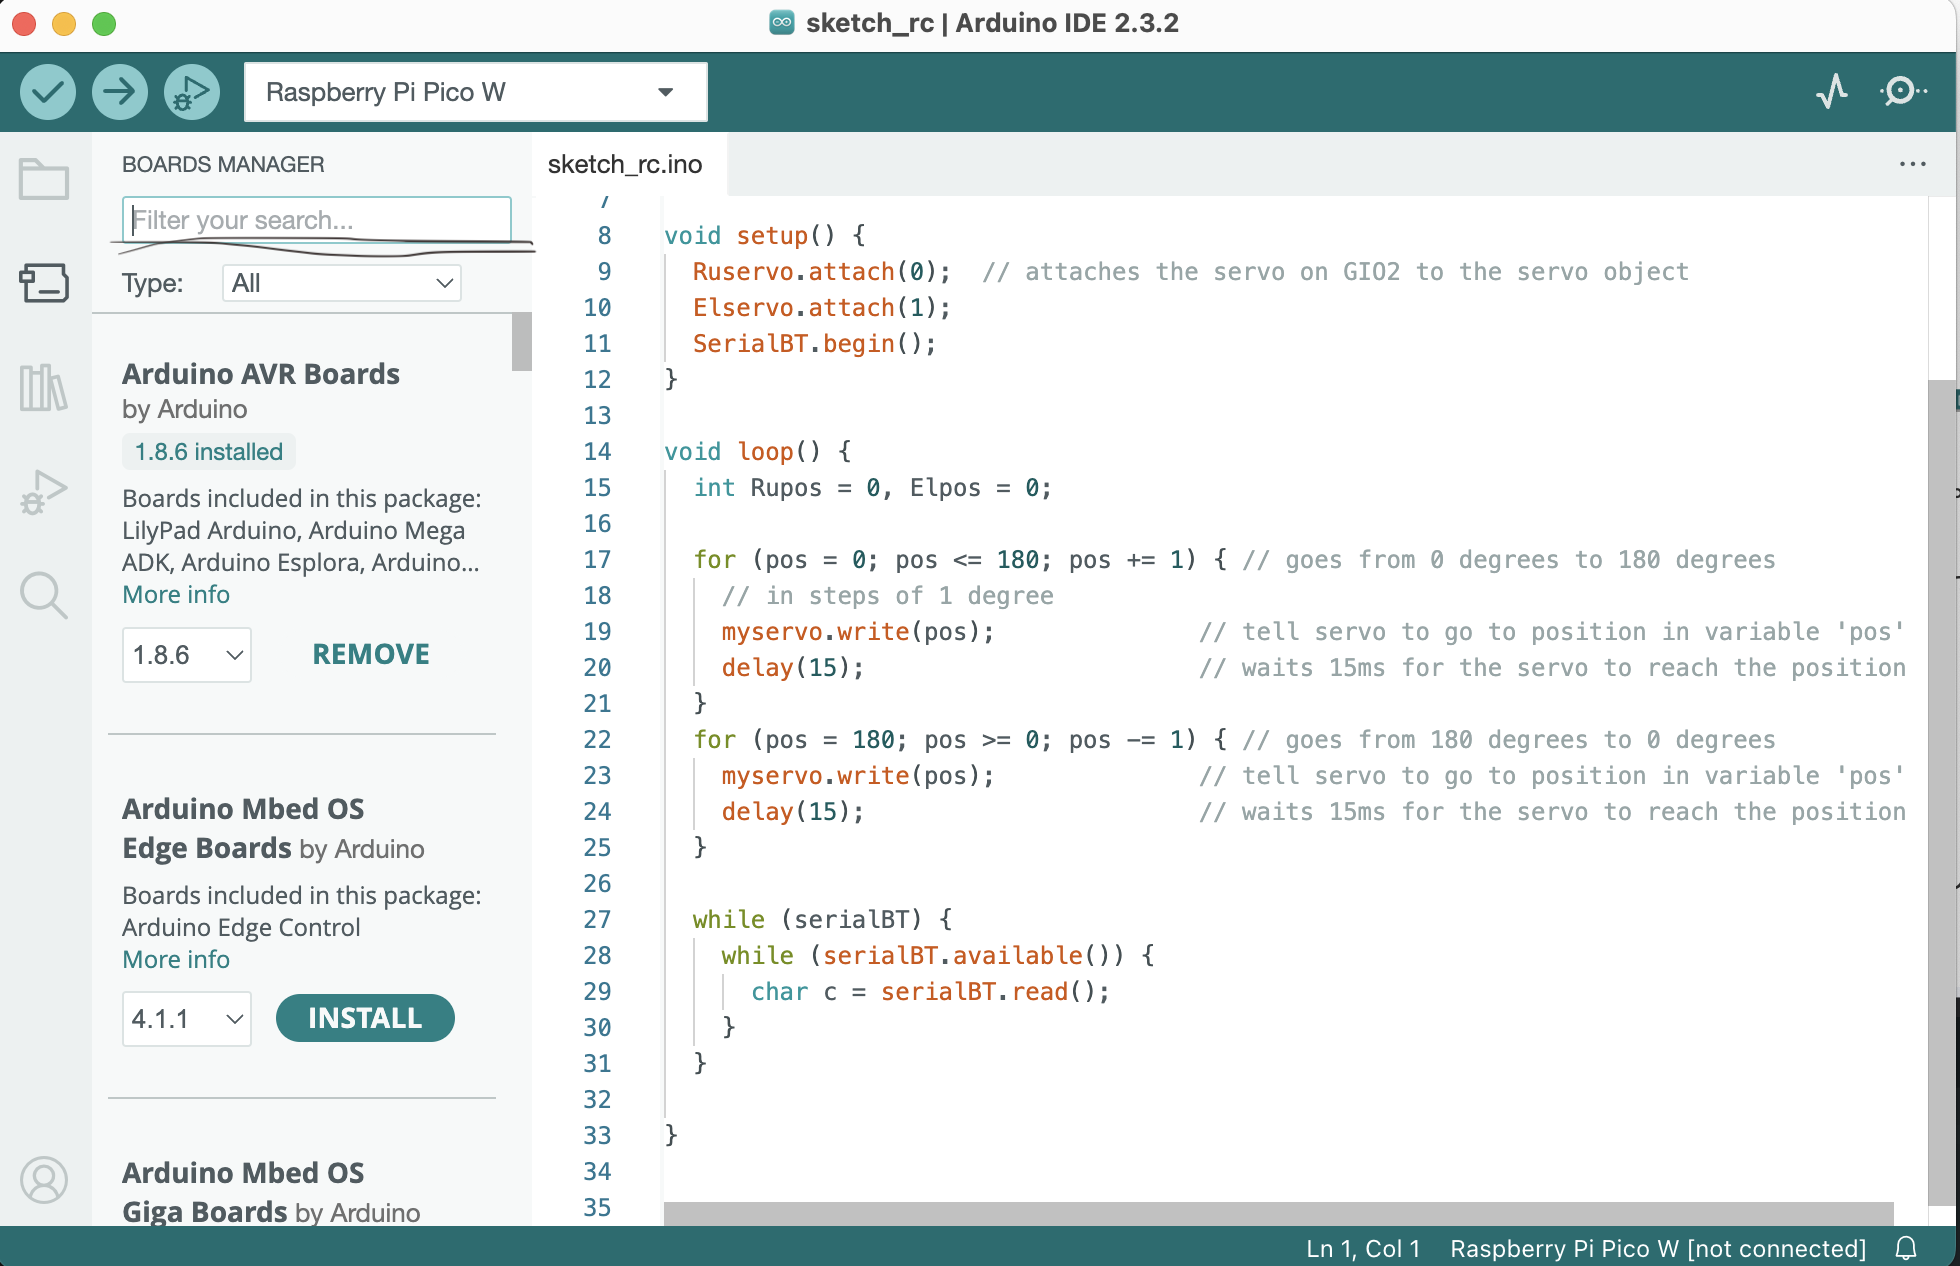 sketch_rc | Arduino IDE 2.3.2
Raspberry Pi Pico W
BOARDS MANAGER
Filter your search...
Type: All
Arduino AVR Boards
by Arduino
1.8.6 installed
Boards included in this package:
LilyPad Arduino, Arduino Mega
ADK, Arduino Esplora, Arduino...
More info
1.8.6 REMOVE
Arduino Mbed OS
Edge Boards by Arduino
Boards included in this package:
Arduino Edge Control
More info
4.1.1 INSTALL
Arduino Mbed OS
Giga Boards by Arduino
sketch_rc.ino
7
8 void setup() {
9 Ruservo.attach(0); // attaches the servo on GIO2 to the servo object
10 Elservo.attach(1);
11 SerialBT.begin();
12 }
13
14 void loop() {
15 int Rupos = 0, Elpos = 0;
16
17 for (pos = 0; pos <= 180; pos += 1) { // goes from 0 degrees to 180 degrees
18 // in steps of 1 degree
19 myservo.write(pos); // tell servo to go to position in variable 'pos'
20 delay(15); // waits 15ms for the servo to reach the position
21 }
22 for (pos = 180; pos >= 0; pos -= 1) { // goes from 180 degrees to 0 degrees
23 myservo.write(pos); // tell servo to go to position in variable 'pos'
24 delay(15); // waits 15ms for the servo to reach the position
25 }
26
27 while (serialBT) {
28 while (serialBT.available()) {
29 char c = serialBT.read();
30 }
31 }
32
33 }
34
35
Ln 1, Col 1 Raspberry Pi Pico W [not connected]